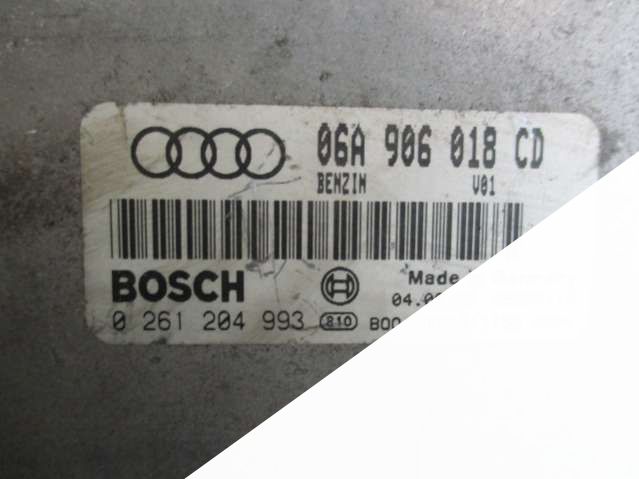 06A 906 018 CD
BENZIN V01
BOSCH Made
0 261 204 993 810